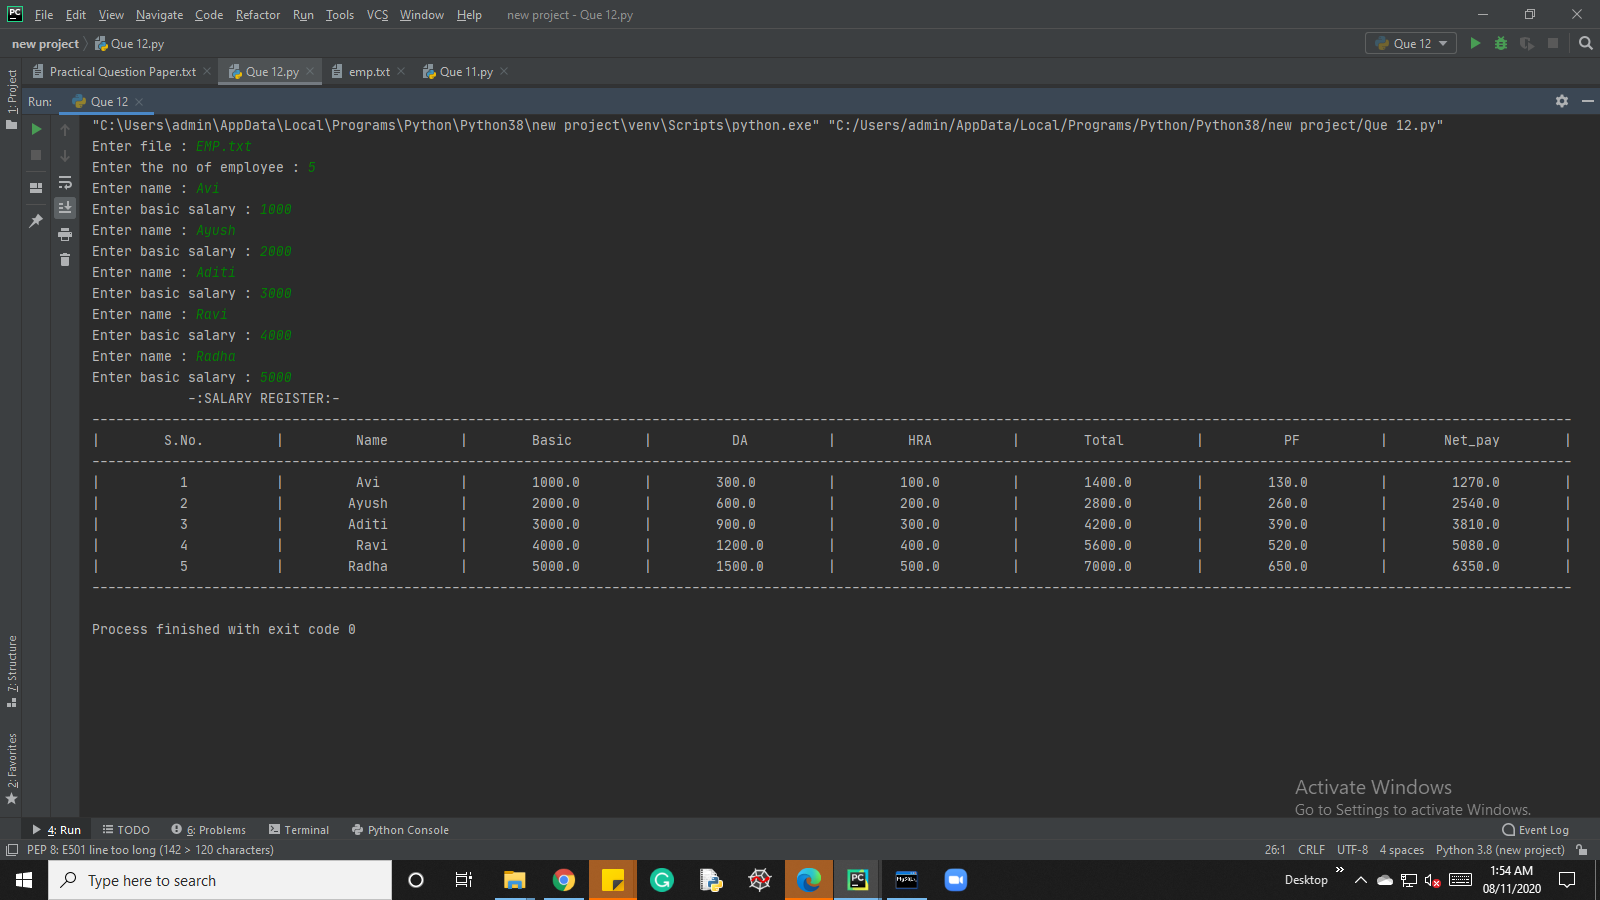 File Edit View Navigate Code Refactor Run Tools VCS Window Help new project - Que 12.py
new project Que 12.py Que 12
Practical Question Paper.txt Que 12.py emp.txt Que 11.py
Run: Que 12
1: Project
"C:\Users\admin\AppData\Local\Programs\Python\Python38\new project\venv\Scripts\python.exe" "C:/Users/admin/AppData/Local/Programs/Python/Python38/new project/Que 12.py"
Enter file : EMP.txt
Enter the no of employee : 5
Enter name : Avi
Enter basic salary : 1000
Enter name : Ayush
Enter basic salary : 2000
Enter name : Aditi
Enter basic salary : 3000
Enter name : Ravi
Enter basic salary : 4000
Enter name : Radha
Enter basic salary : 5000
-:SALARY REGISTER:-
| S.No. | Name | Basic | DA | HRA | Total | PF | Net_pay |
| 1 | Avi | 1000.0 | 300.0 | 100.0 | 1400.0 | 130.0 | 1270.0 |
| 2 | Ayush | 2000.0 | 600.0 | 200.0 | 2800.0 | 260.0 | 2540.0 |
| 3 | Aditi | 3000.0 | 900.0 | 300.0 | 4200.0 | 390.0 | 3810.0 |
| 4 | Ravi | 4000.0 | 1200.0 | 400.0 | 5600.0 | 520.0 | 5080.0 |
| 5 | Radha | 5000.0 | 1500.0 | 500.0 | 7000.0 | 650.0 | 6350.0 |
Process finished with exit code 0
7: Structure
2: Favorites
Activate Windows
Go to Settings to activate Windows.
4: Run TODO 6: Problems Terminal Python Console Event Log
PEP 8: E501 line too long (142 > 120 characters) 26:1 CRLF UTF-8 4 spaces Python 3.8 (new project)
Type here to search Desktop 1:54 AM
08/11/2020